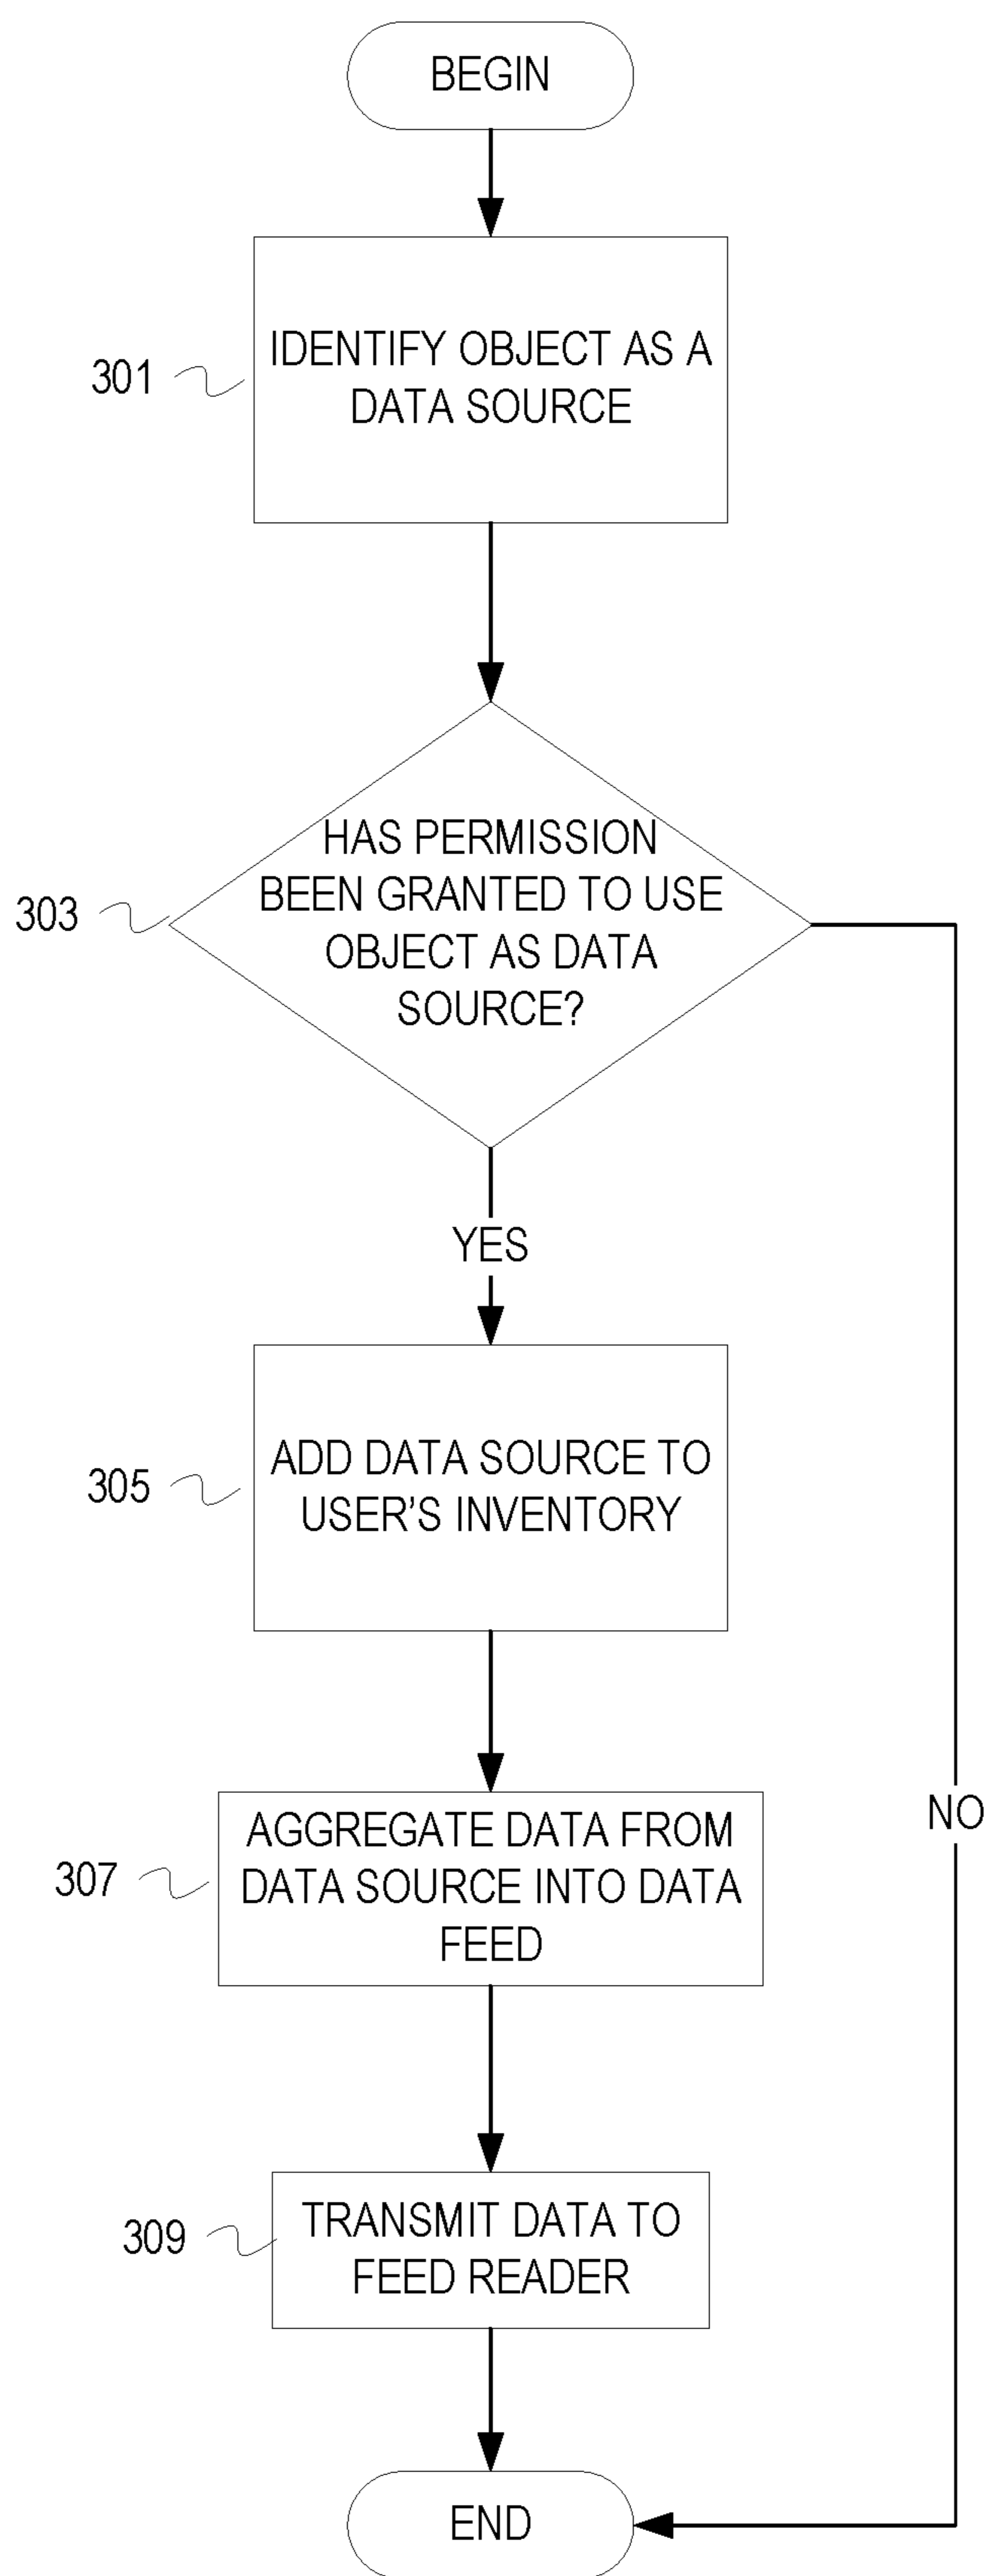 BEGIN
301
IDENTIFY OBJECT AS A
DATA SOURCE
303
HAS PERMISSION
BEEN GRANTED TO USE
OBJECT AS DATA
SOURCE?
YES
305
ADD DATA SOURCE TO
USER’S INVENTORY
NO
307
AGGREGATE DATA FROM
DATA SOURCE INTO DATA
FEED
309
TRANSMIT DATA TO
FEED READER
END